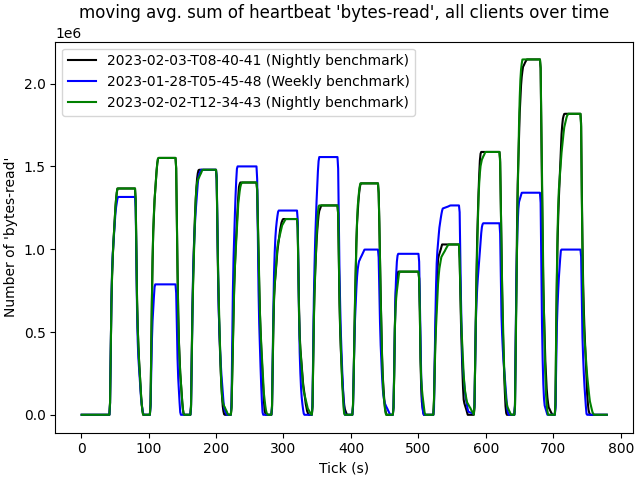 moving avg. sum of heartbeat 'bytes-read', all clients over time
1e6
2023-02-03-T08-40-41 (Nightly benchmark)
2023-01-28-T05-45-48 (Weekly benchmark)
2023-02-02-T12-34-43 (Nightly benchmark)
2.0
1.5
1.0
0.5
0.0
Number of 'bytes-read'
0 100 200 300 400 500 600 700 800
Tick (s)